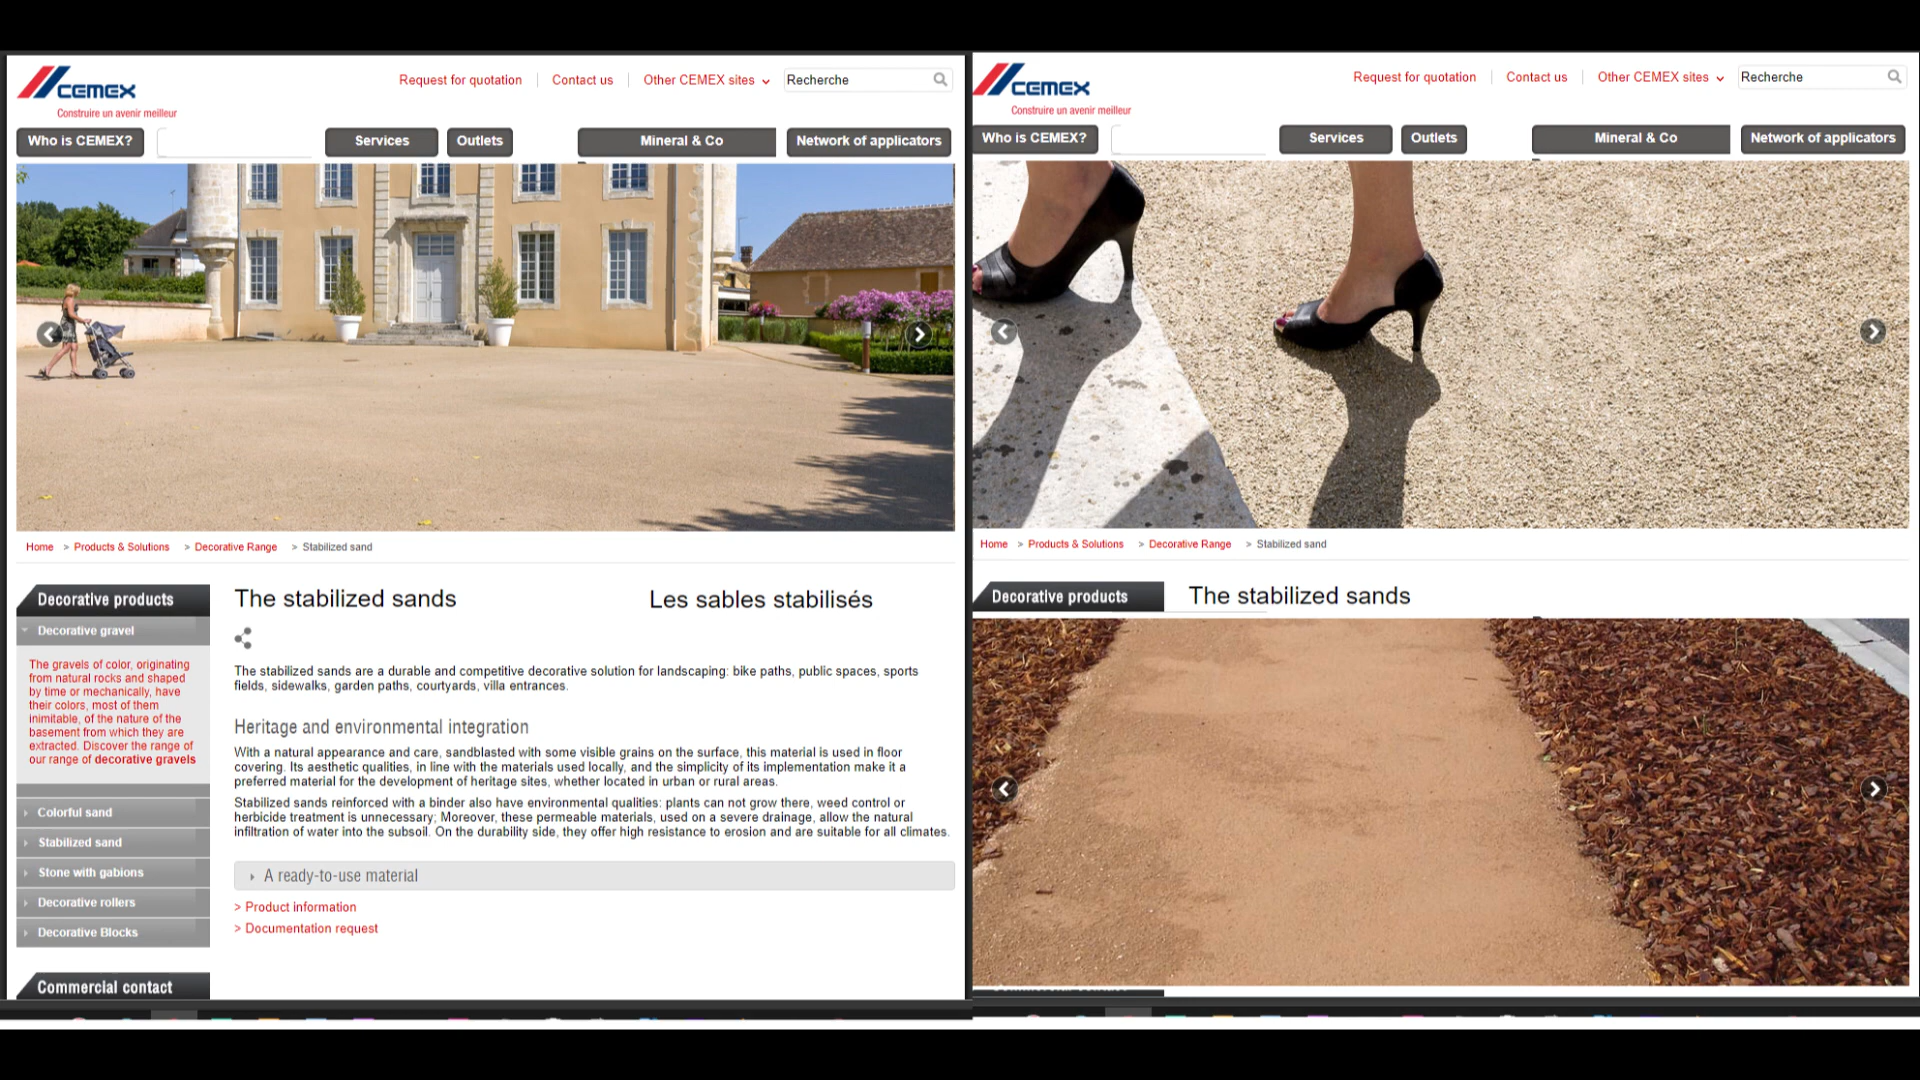 CEMEX
Construire un avenir meilleur
Request for quotation
Contact us
Other CEMEX sites
Recherche
Who is CEMEX?
Services
Outlets
Mineral & Co
Network of applicators
Home > Products & Solutions > Decorative Range > Stabilized sand
Decorative products
Decorative gravel
The gravels of color, originating
from natural rocks and shaped
by time or mechanically, have
their colors, most of them
inimitable, of the nature of the
basement from which they are
extracted. Discover the range of
our range of decorative gravels
Colorful sand
Stabilized sand
Stone with gabions
Decorative rollers
Decorative Blocks
Commercial contact
The stabilized sands
Les sables stabilisés
The stabilized sands are a durable and competitive decorative solution for landscaping: bike paths, public spaces, sports
fields, sidewalks, garden paths, courtyards, villa entrances.
Heritage and environmental integration
With a natural appearance and care, sandblasted with some visible grains on the surface, this material is used in floor
covering. Its aesthetic qualities, in line with the materials used locally, and the simplicity of its implementation make it a
preferred material for the development of heritage sites, whether located in urban or rural areas.
Stabilized sands reinforced with a binder also have environmental qualities: plants can not grow there, weed control or
herbicide treatment is unnecessary; Moreover, these permeable materials, used on a severe drainage, allow the natural
infiltration of water into the subsoil. On the durability side, they offer high resistance to erosion and are suitable for all climates.
A ready-to-use material
> Product information
> Documentation request
CEMEX
Construire un avenir meilleur
Request for quotation
Contact us
Other CEMEX sites
Recherche
Who is CEMEX?
Services
Outlets
Mineral & Co
Network of applicators
Home > Products & Solutions > Decorative Range > Stabilized sand
Decorative products
The stabilized sands